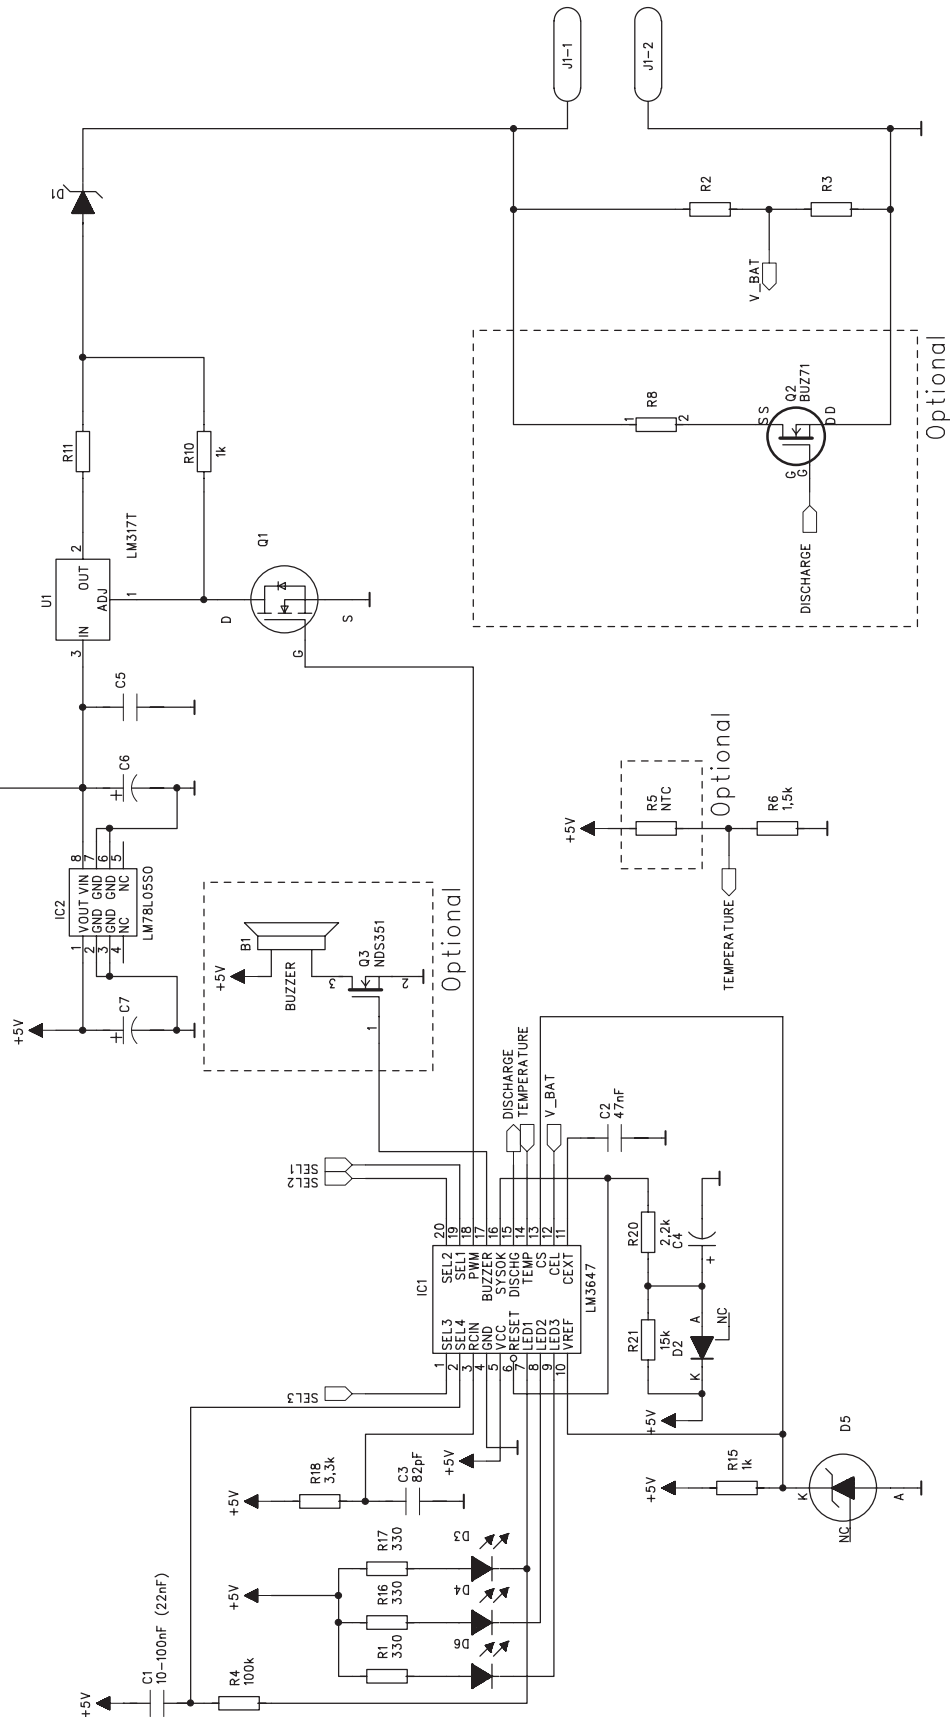 J1-1
J1-2
D1
R2
R3
V_BAT
R11
R10
1k
LM317T
U1
IN
OUT
ADJ
3
2
1
Q1
D
S
G
1
R8
2
SS
Q2
BUZ71
DD
G
G
DISCHARGE
Optional
C5
C6
+
IC2
VOUT VIN
GND GND
GND GND
NC NC
1
2
3
4
8
7
6
5
LM78L05SO
+5V
C7
+
+5V
B1
BUZZER
3
Q3
NDS351
2
1
Optional
+5V
R5
NTC
Optional
R6
1,5k
TEMPERATURE
SEL1
SEL2
DISCHARGE
TEMPERATURE
V_BAT
C2
47nF
20
19
18
17
16
15
14
13
12
11
IC1
SEL3 SEL2
SEL4 SEL1
RCIN PWM
GND BUZZER
VCC SYSOK
RESET DISCHG
LED1 TEMP
LED2 CS
LED3 CEL
VREF CEXT
LM3647
1
2
3
4
5
6
7
8
9
10
SEL3
R20
2,2k
C4
+
R21
15k
D2
A
K
NC
+5V
R18
3,3k
+5V
C3
82pF
+5V
+5V
R15
1k
D5
K
A
NC
+5V
R17
330
D3
R16
330
D4
R1
330
D6
C1
10-100nF (22nF)
+5V
R4
100k